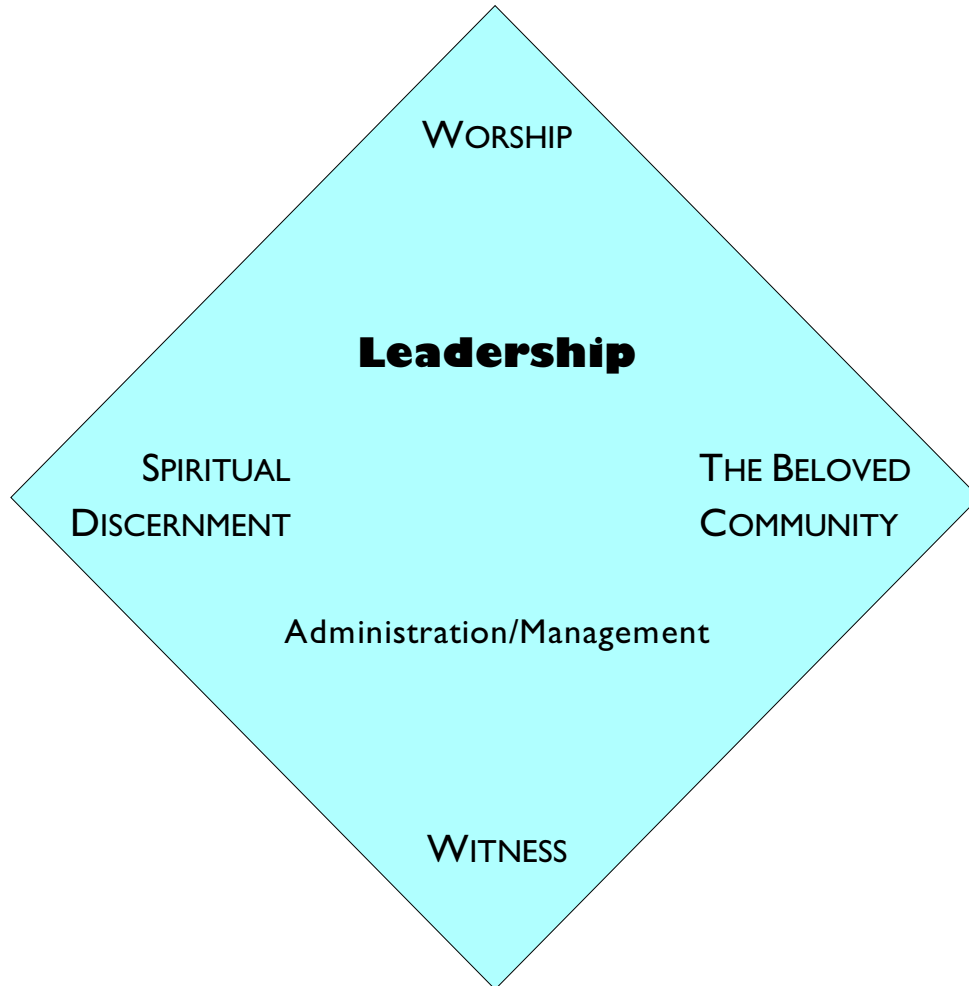 WORSHIP
Leadership
SPIRITUAL
DISCERNMENT
THE BELOVED
COMMUNITY
Administration/Management
WITNESS